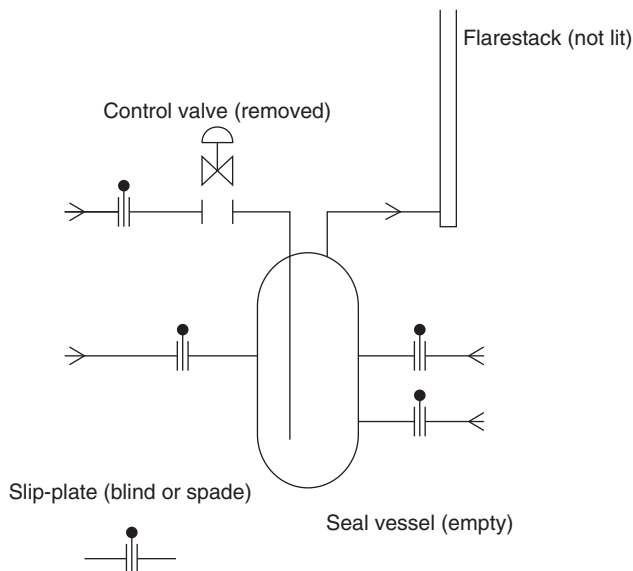 Flarestack (not lit)
Control valve (removed)
Slip-plate (blind or spade)
Seal vessel (empty)